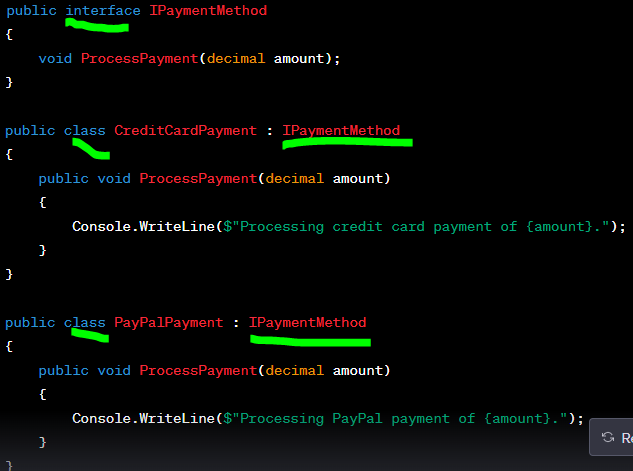 public interface IPaymentMethod
{
void ProcessPayment(decimal amount);
}
public class CreditCardPayment : IPaymentMethod
{
public void ProcessPayment(decimal amount)
{
Console.WriteLine($"Processing credit card payment of {amount}.");
}
}
public class PayPalPayment : IPaymentMethod
{
public void ProcessPayment(decimal amount)
{
Console.WriteLine($"Processing PayPal payment of {amount}.");
}
}